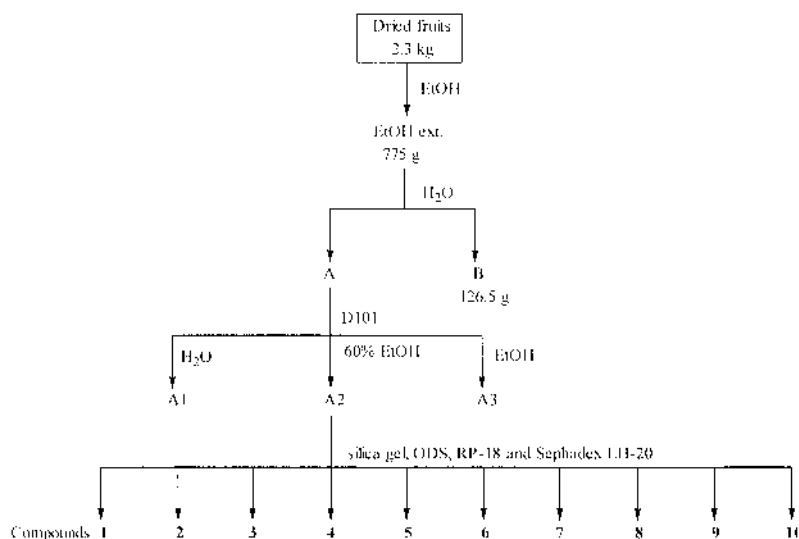 Dried fruits
2.3 kg
EtOH
EtOH ext.
775 g
H₂O
A B
126.5 g
D101
H₂O 60% EtOH EtOH
A1 A2 A3
silica gel, ODS, RP-18 and Sephadex LH-20
Compounds 1 2 3 4 5 6 7 8 9 10